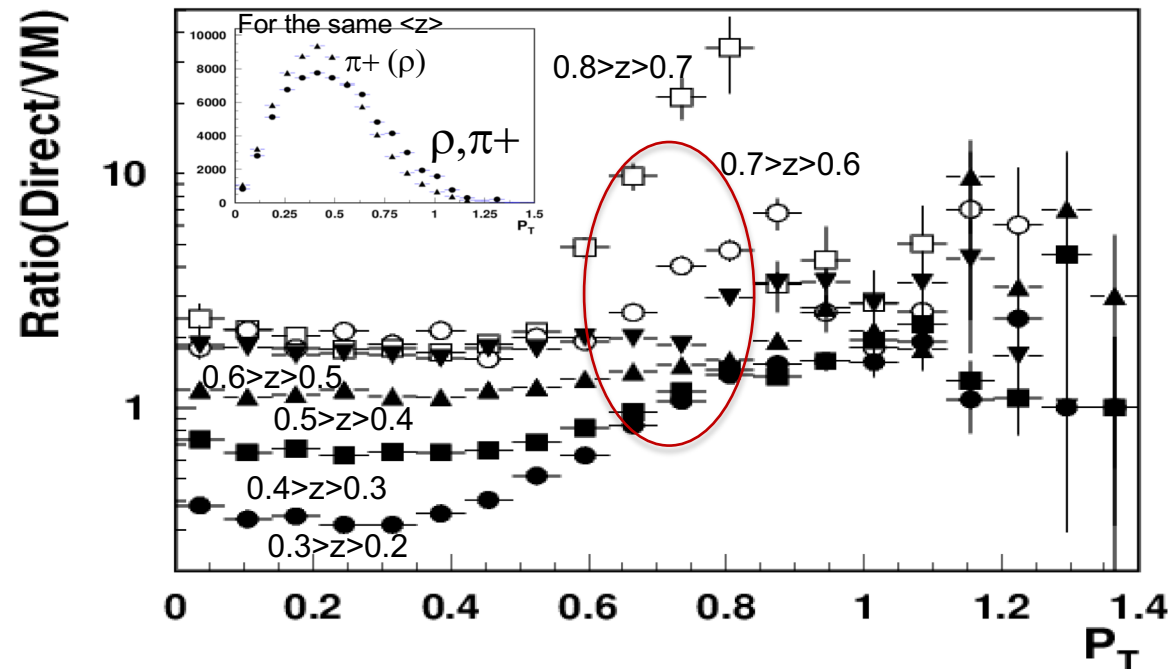 For the same <z>
10000
8000
6000
4000
2000
0
0 0.25 0.5 0.75 1 1.25 1.5
P_T
π+ (ρ)
ρ,π+
0.8>z>0.7
0.7>z>0.6
0.6>z>0.5
0.5>z>0.4
0.4>z>0.3
0.3>z>0.2
Ratio(Direct/VM)
10
1
0 0.2 0.4 0.6 0.8 1 1.2 1.4
P_T